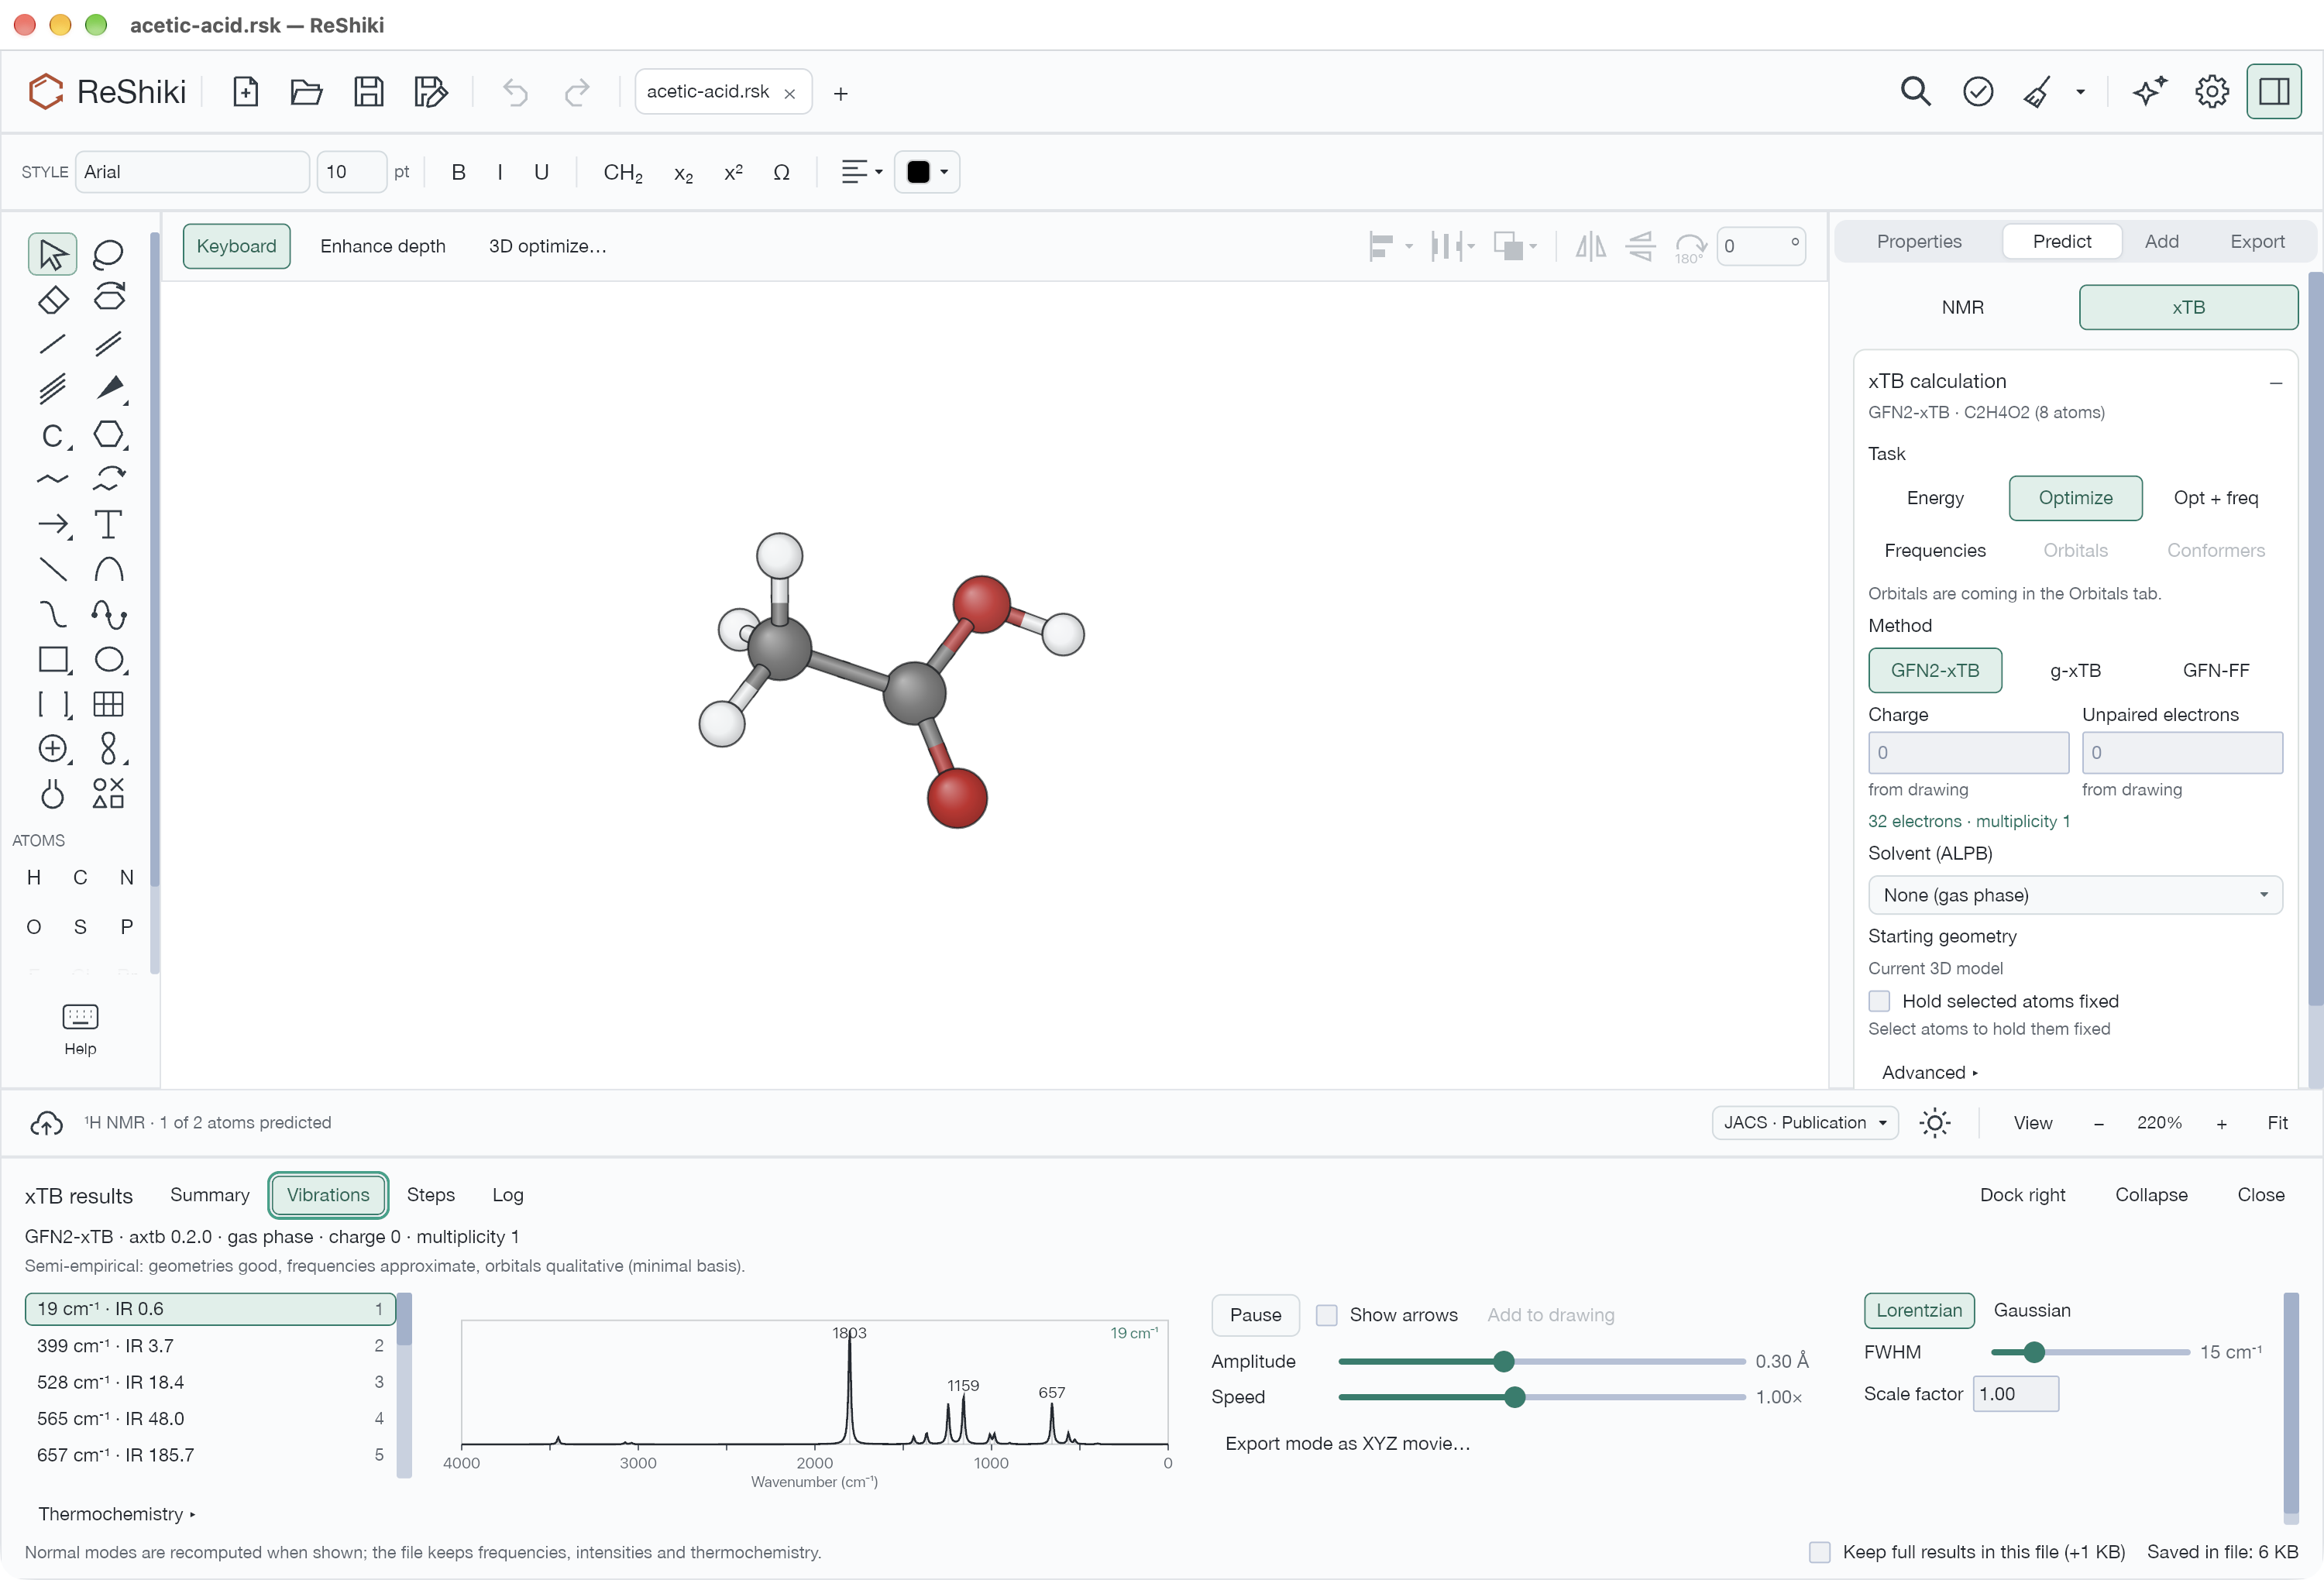 acetic-acid.rsk — ReShiki
ReShiki
acetic-acid.rsk ×
+
STYLE Arial 10 pt B I U CH₂ x₂ x² Ω
Keyboard Enhance depth 3D optimize...
180° 0 °
Properties Predict Add Export
NMR xTB
xTB calculation –
GFN2-xTB · C2H4O2 (8 atoms)
Task
Energy Optimize Opt + freq
Frequencies Orbitals Conformers
Orbitals are coming in the Orbitals tab.
Method
GFN2-xTB g-xTB GFN-FF
Charge Unpaired electrons
0 0
from drawing from drawing
32 electrons · multiplicity 1
Solvent (ALPB)
None (gas phase)
Starting geometry
Current 3D model
Hold selected atoms fixed
Select atoms to hold them fixed
Advanced ▸
C
T
ATOMS
H C N
O S P
Help
¹H NMR · 1 of 2 atoms predicted
JACS · Publication View – 220% + Fit
xTB results Summary Vibrations Steps Log Dock right Collapse Close
GFN2-xTB · axtb 0.2.0 · gas phase · charge 0 · multiplicity 1
Semi-empirical: geometries good, frequencies approximate, orbitals qualitative (minimal basis).
19 cm⁻¹ · IR 0.6 1
399 cm⁻¹ · IR 3.7 2
528 cm⁻¹ · IR 18.4 3
565 cm⁻¹ · IR 48.0 4
657 cm⁻¹ · IR 185.7 5
1803 19 cm⁻¹
1159 657
4000 3000 2000 1000 0
Wavenumber (cm⁻¹)
Pause Show arrows Add to drawing
Amplitude 0.30 Å
Speed 1.00×
Export mode as XYZ movie...
Lorentzian Gaussian
FWHM 15 cm⁻¹
Scale factor 1.00
Thermochemistry ▸
Normal modes are recomputed when shown; the file keeps frequencies, intensities and thermochemistry.
Keep full results in this file (+1 KB) Saved in file: 6 KB